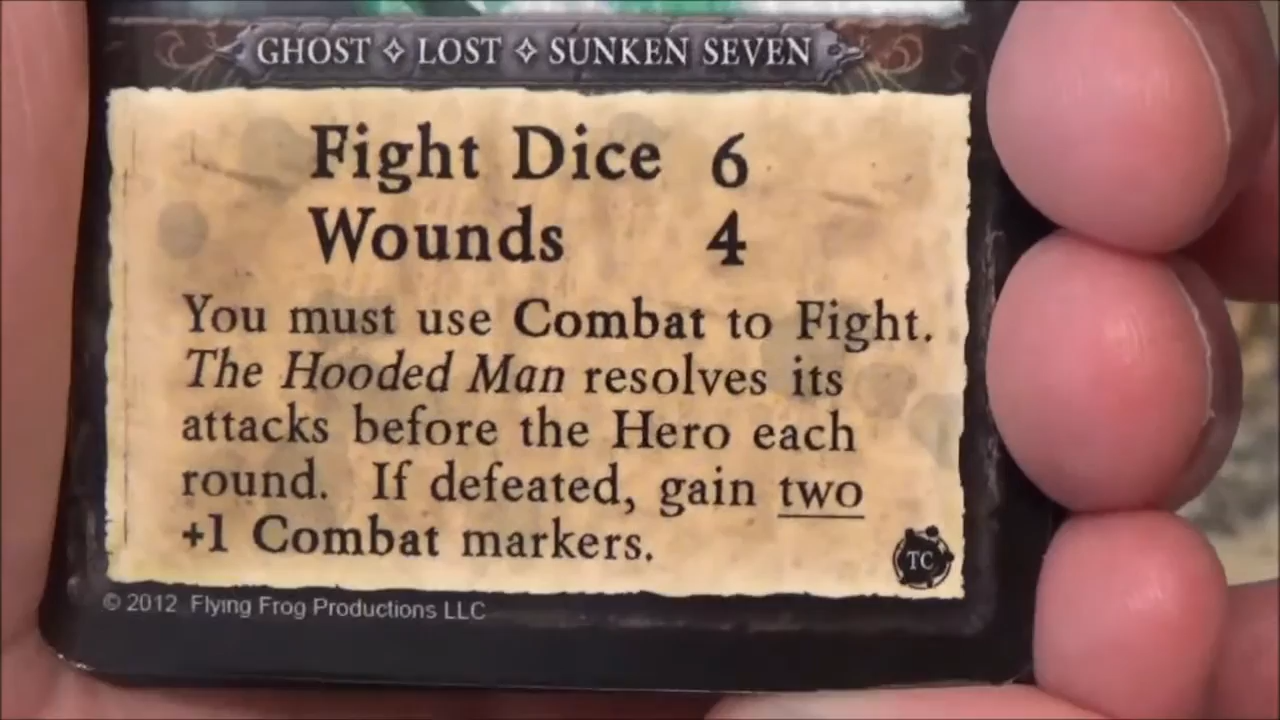 GHOST ✧ LOST ✧ SUNKEN SEVEN
Fight Dice 6
Wounds 4
You must use Combat to Fight.
The Hooded Man resolves its
attacks before the Hero each
round. If defeated, gain two
+1 Combat markers.
TC
© 2012 Flying Frog Productions LLC